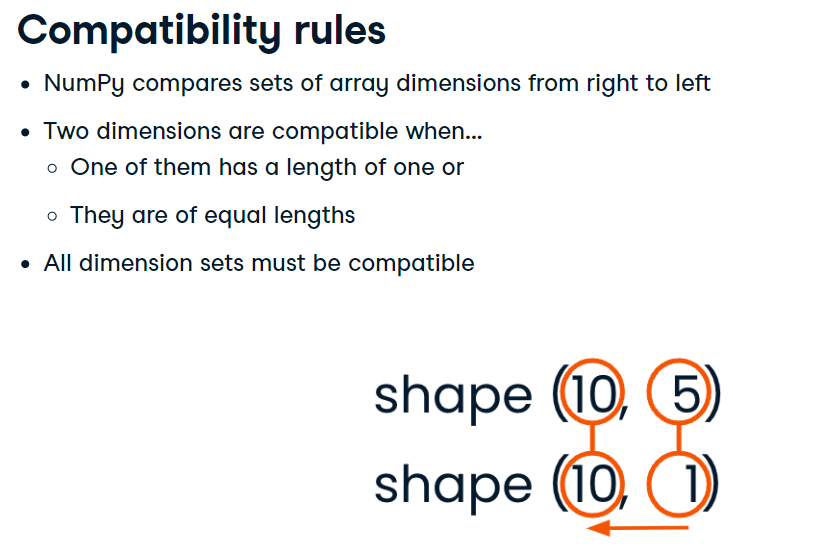 Compatibility rules
• NumPy compares sets of array dimensions from right to left
• Two dimensions are compatible when...
◦ One of them has a length of one or
◦ They are of equal lengths
• All dimension sets must be compatible
shape (10, 5)
shape (10, 1)